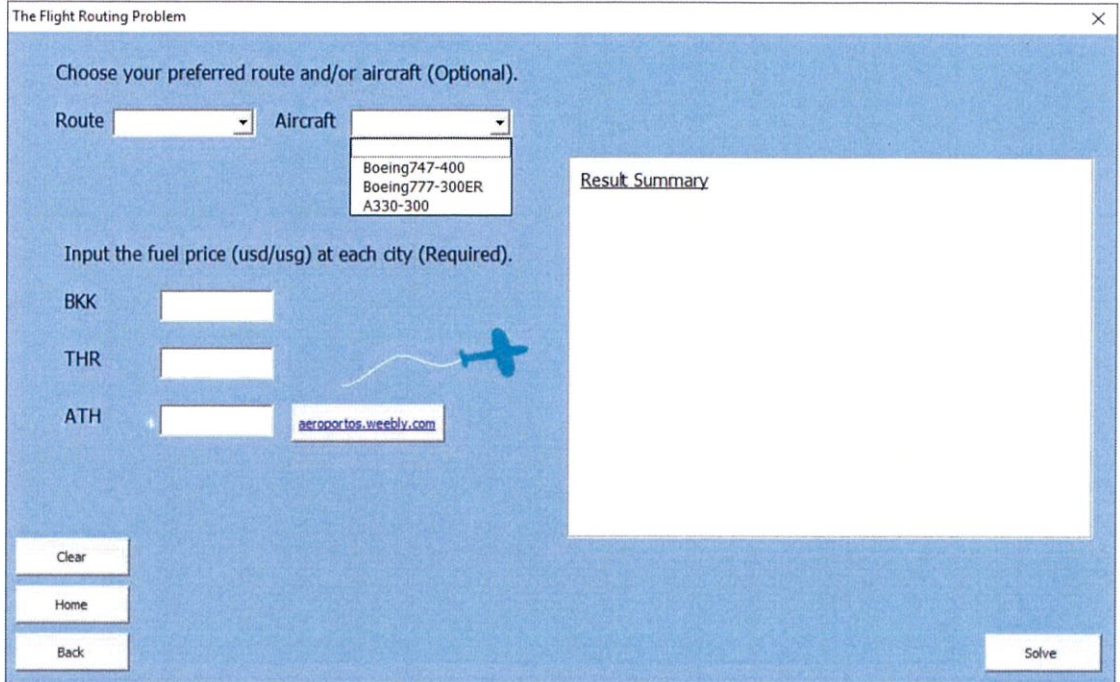 The Flight Routing Problem
Choose your preferred route and/or aircraft (Optional).
Route Aircraft
Boeing747-400
Boeing777-300ER
A330-300
Result Summary
Input the fuel price (usd/usg) at each city (Required).
BKK
THR
ATH
aeroportos.weebly.com
Clear
Home
Back
Solve